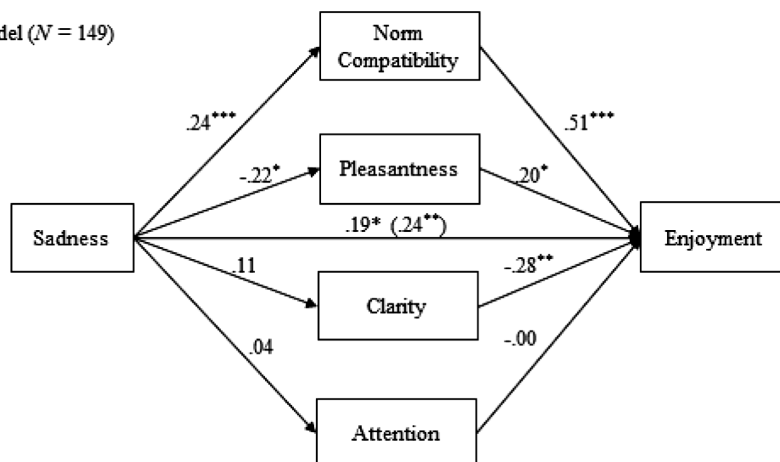 del (N = 149)
Norm
Compatibility
.24***
.51***
Pleasantness
-.22*
.20*
Sadness
.19* (.24**)
Enjoyment
.11
-.28**
Clarity
.04
-.00
Attention